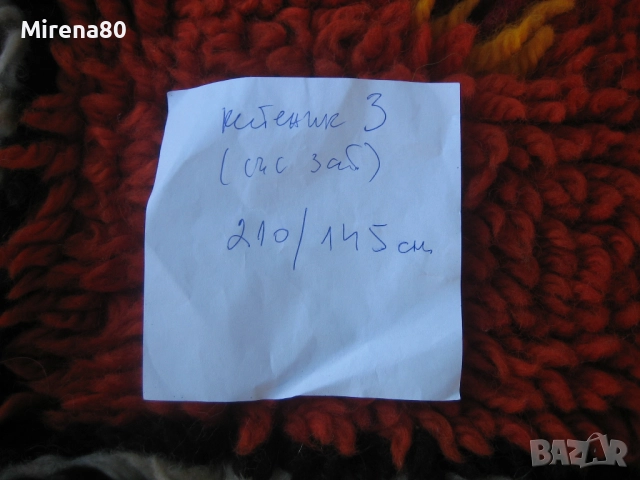 Mirena80
китеник 3
(със заб)
210/145 см
BAZAR